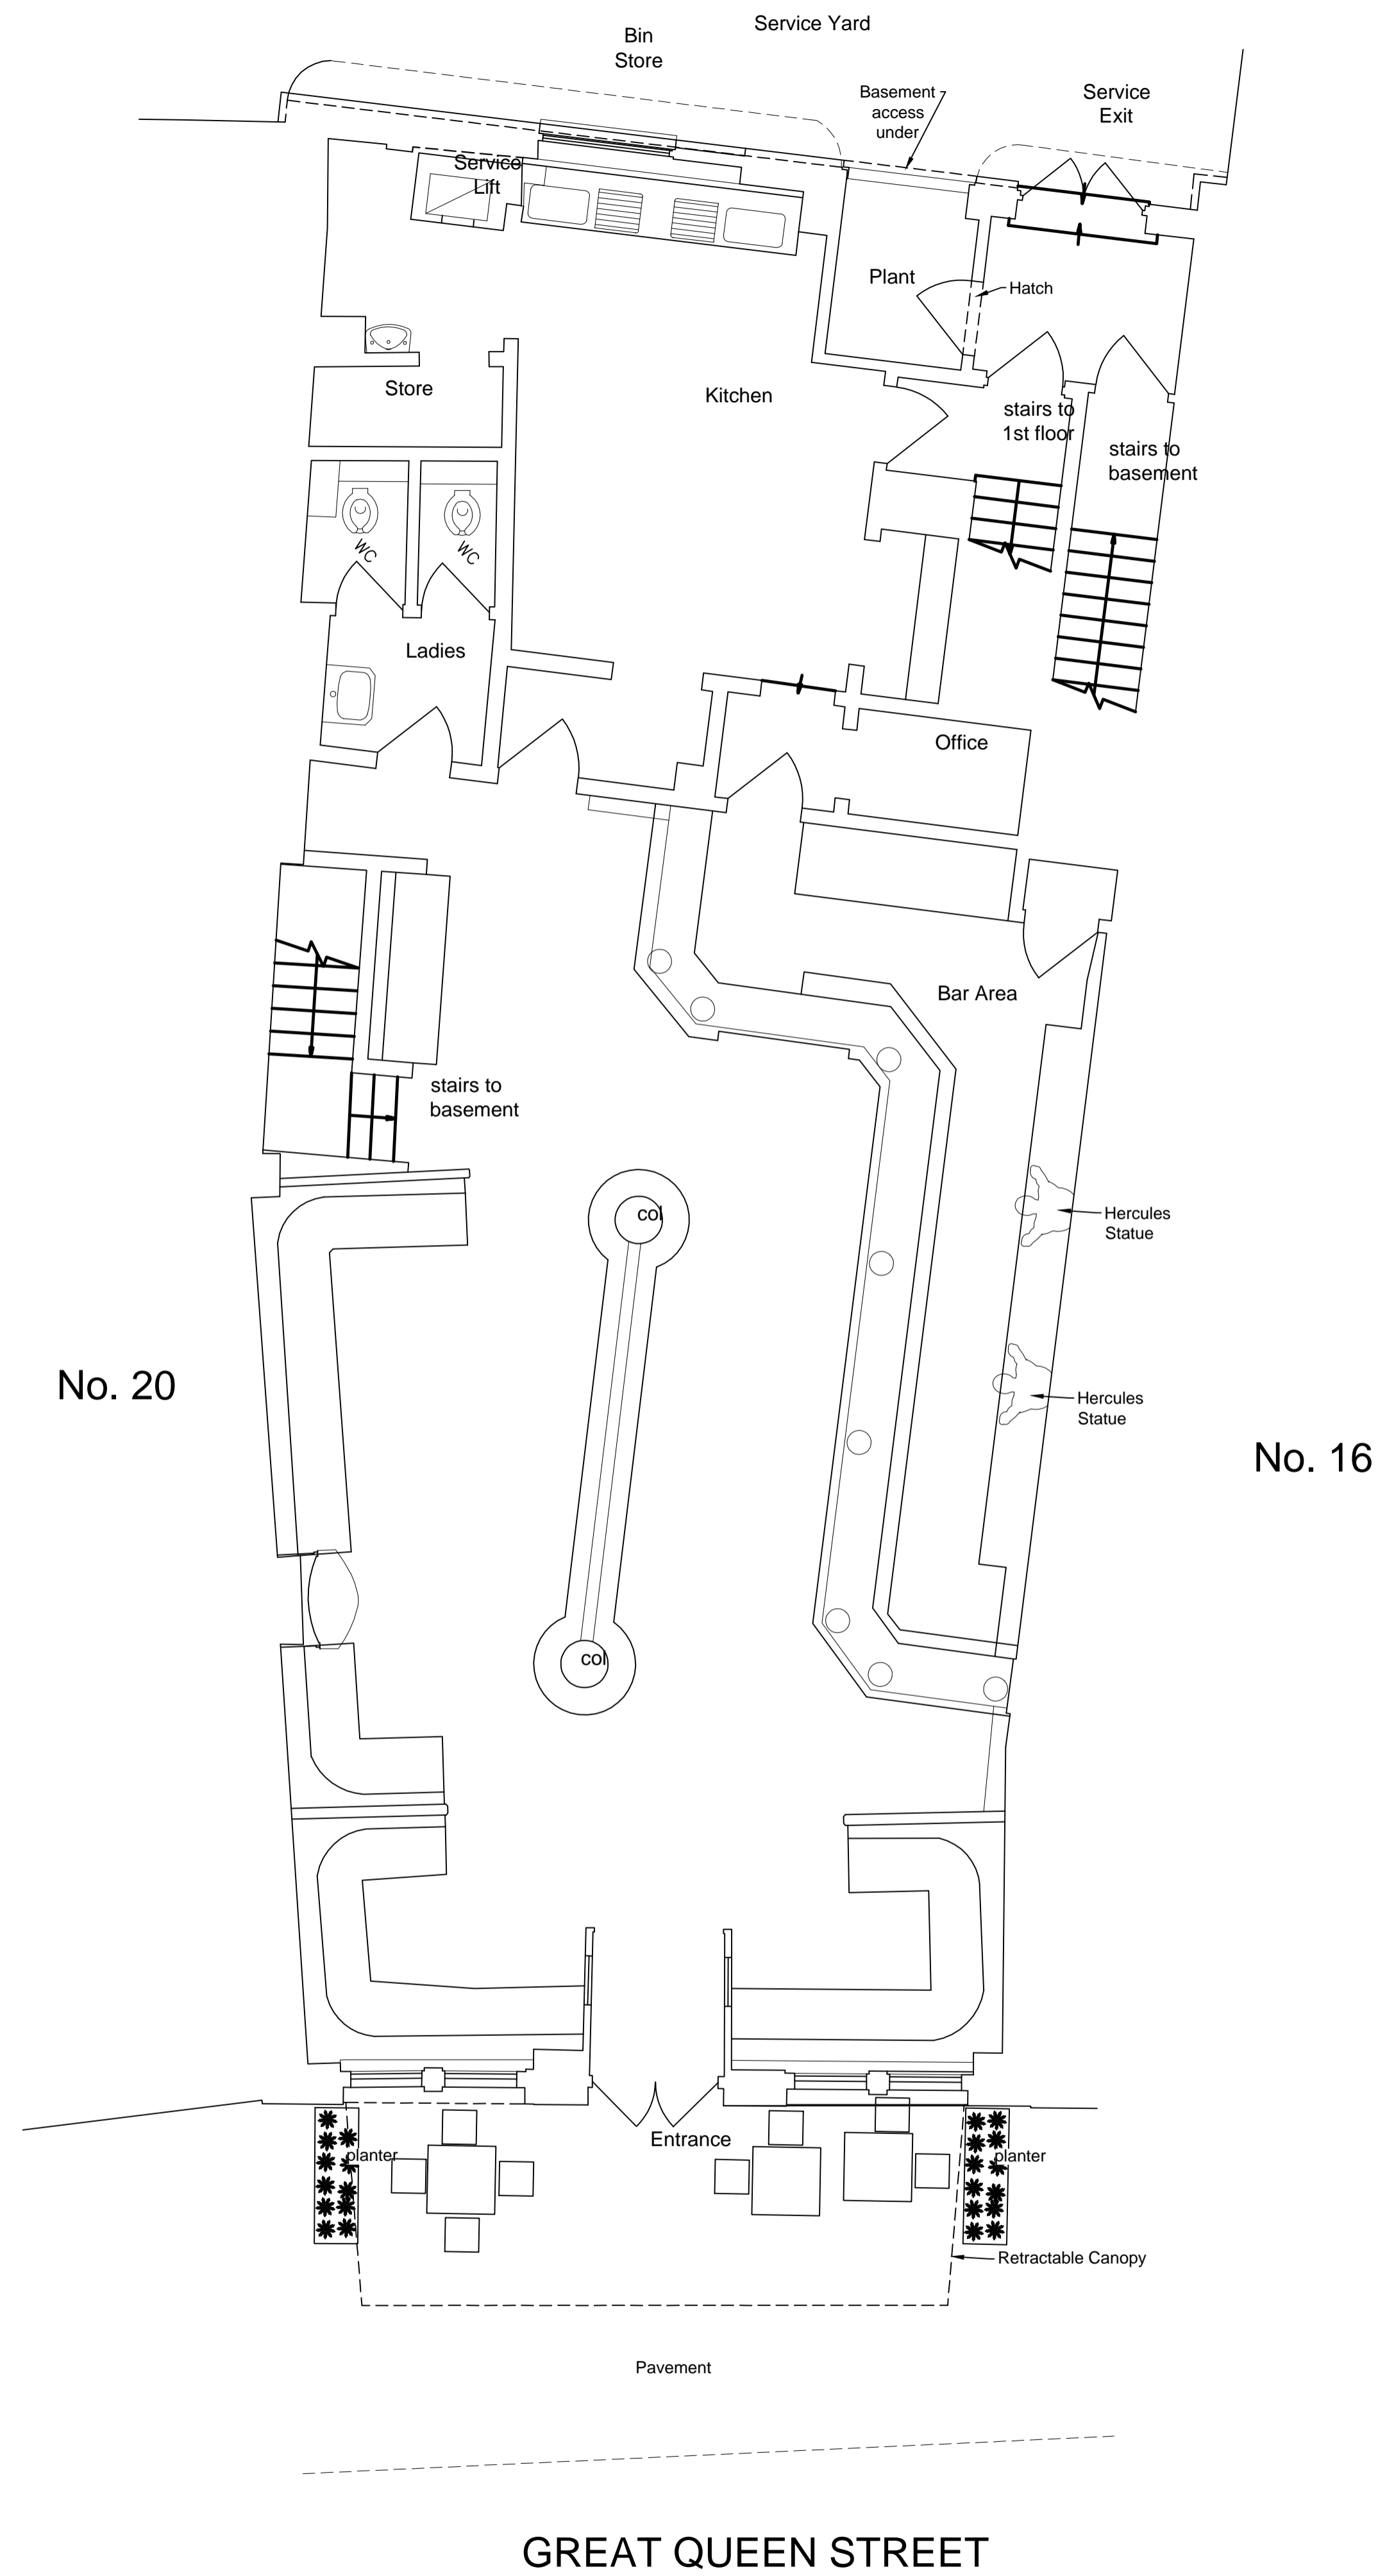 Service Yard
Bin
Store
Basement
access
under
Service
Exit
Service
Lift
Plant
Hatch
Store
Kitchen
stairs to
1st floor
stairs to
basement
WC
WC
Ladies
Office
Bar Area
stairs to
basement
col
Hercules
Statue
No. 20
Hercules
Statue
No. 16
col
Entrance
planter
planter
Retractable Canopy
Pavement
GREAT QUEEN STREET